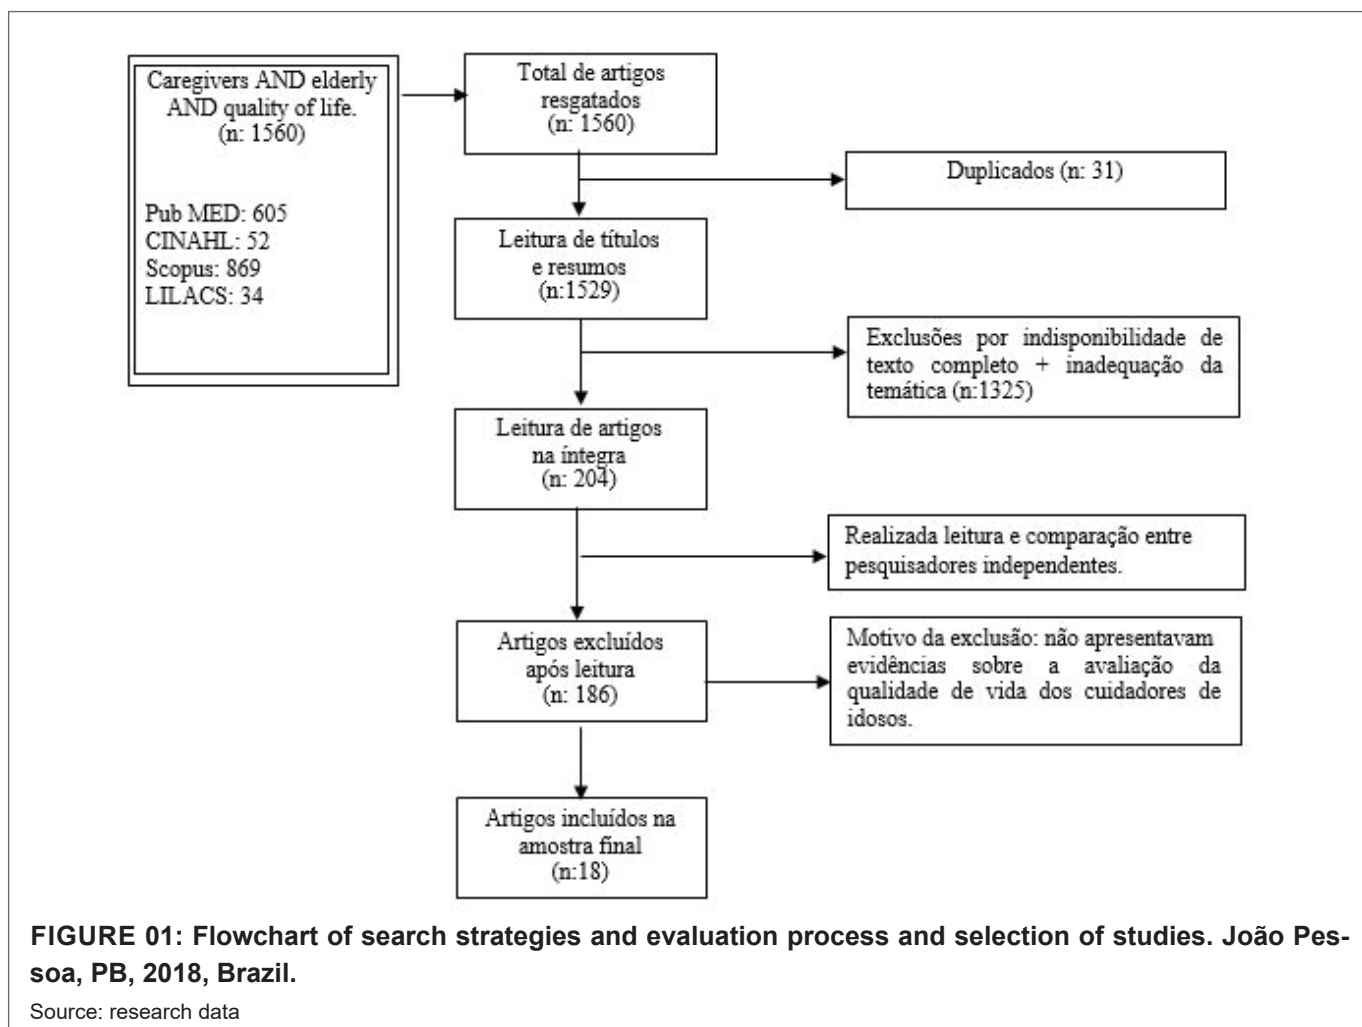 Caregivers AND elderly
AND quality of life.
(n: 1560)
Pub MED: 605
CINAHL: 52
Scopus: 869
LILACS: 34
Total de artigos
resgatados
(n: 1560)
Duplicados (n: 31)
Leitura de títulos
e resumos
(n:1529)
Exclusões por indisponibilidade de
texto completo + inadequação da
temática (n:1325)
Leitura de artigos
na íntegra
(n: 204)
Realizada leitura e comparação entre
pesquisadores independentes.
Artigos excluídos
após leitura
(n: 186)
Motivo da exclusão: não apresentavam
evidências sobre a avaliação da
qualidade de vida dos cuidadores de
idosos.
Artigos incluídos na
amostra final
(n:18)
FIGURE 01: Flowchart of search strategies and evaluation process and selection of studies. João Pes-
soa, PB, 2018, Brazil.
Source: research data